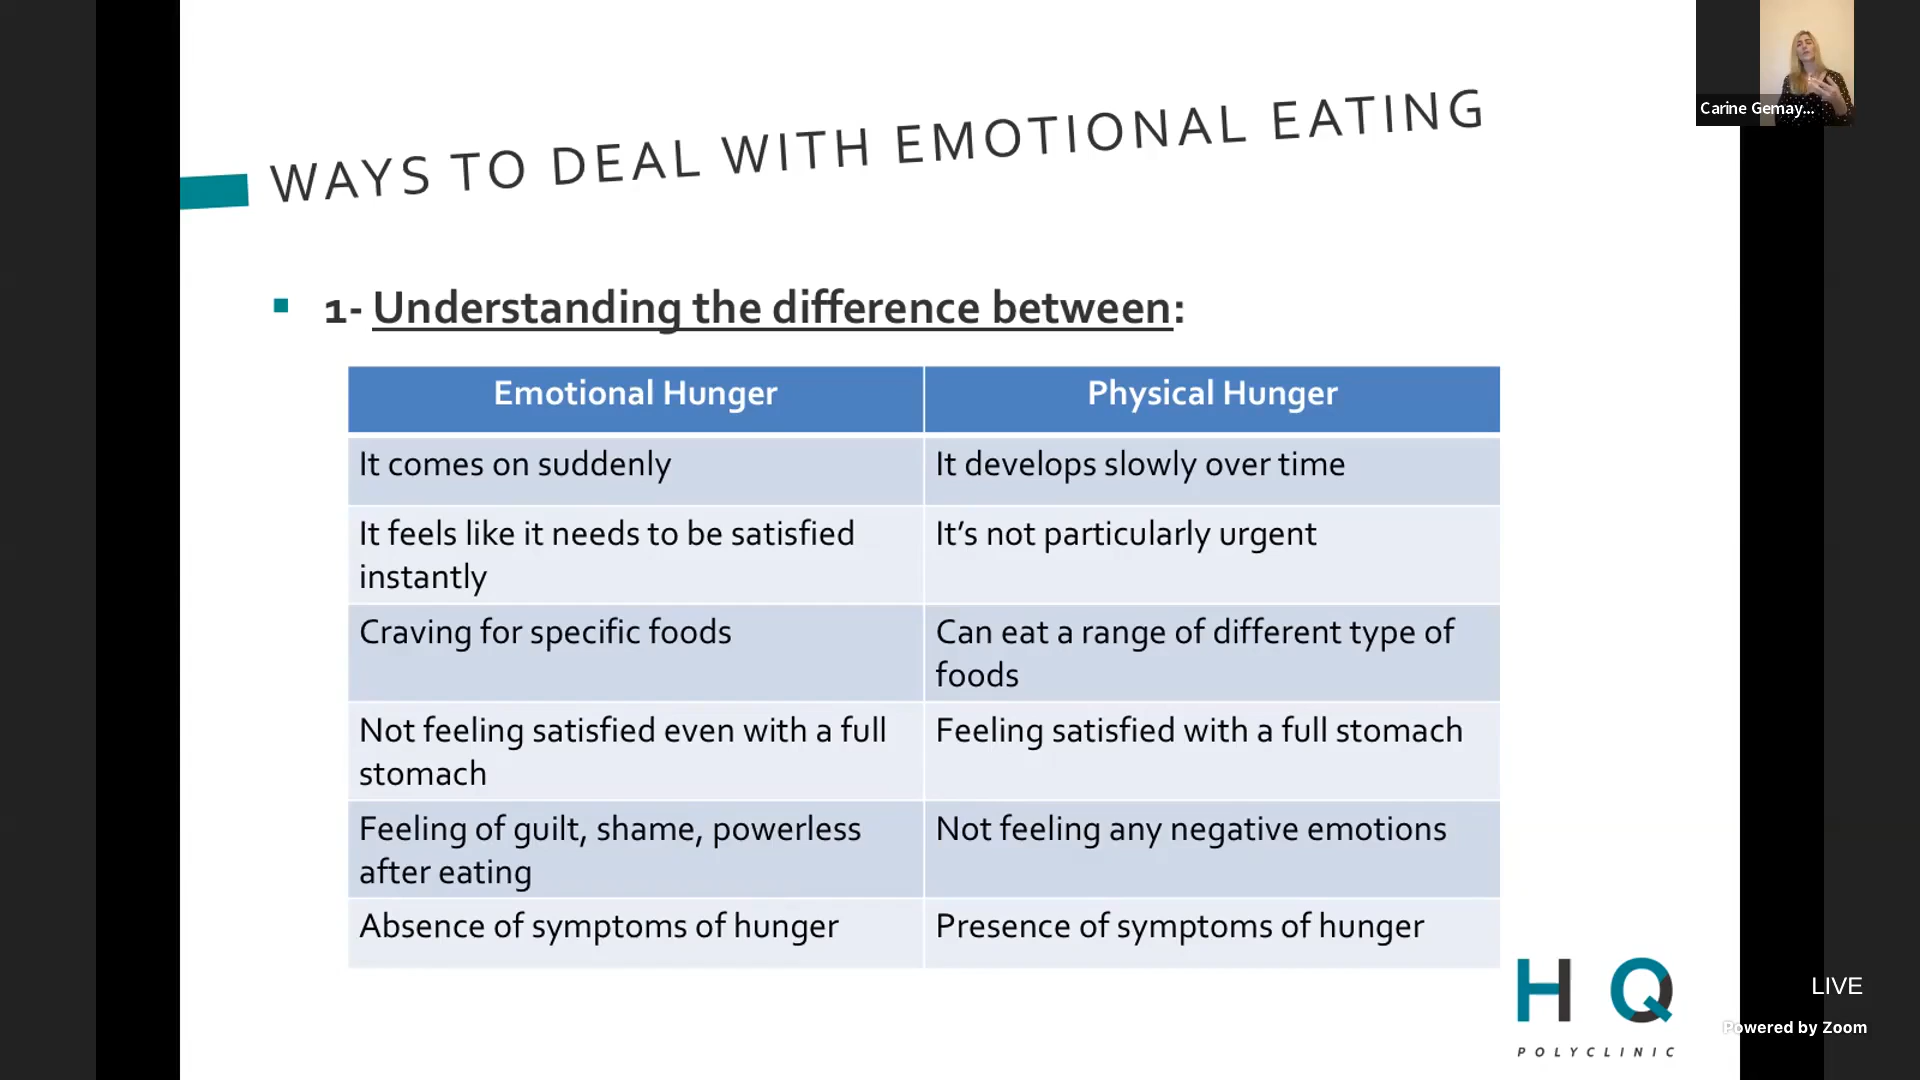 WAYS TO DEAL WITH EMOTIONAL EATING
Carine Gemay...
1- Understanding the difference between:
Emotional Hunger
Physical Hunger
It comes on suddenly
It develops slowly over time
It feels like it needs to be satisfied
instantly
It’s not particularly urgent
Craving for specific foods
Can eat a range of different type of
foods
Not feeling satisfied even with a full
stomach
Feeling satisfied with a full stomach
Feeling of guilt, shame, powerless
after eating
Not feeling any negative emotions
Absence of symptoms of hunger
Presence of symptoms of hunger
H Q
POLYCLINIC
LIVE
Powered by Zoom